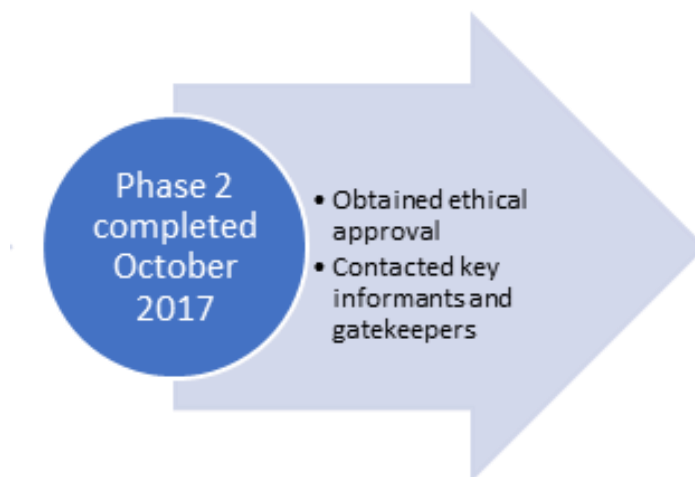 Phase 2
completed
October
2017
• Obtained ethical
approval
• Contacted key
informants and
gatekeepers